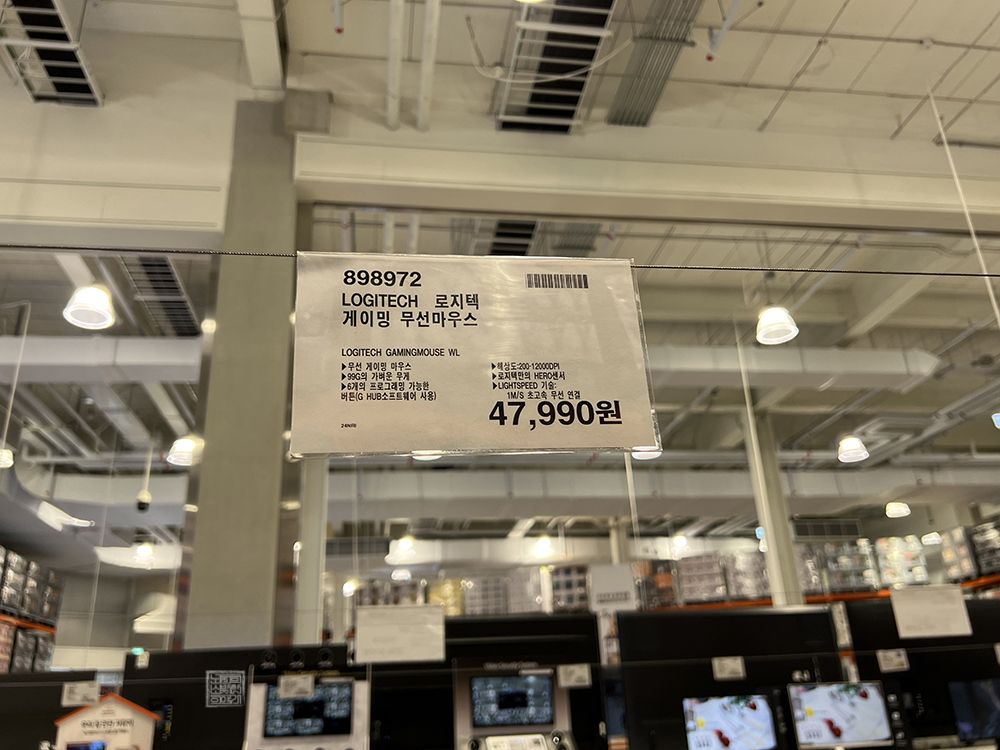 898972
LOGITECH 로지텍
게이밍 무선마우스
LOGITECH GAMINGMOUSE WL
▶무선 게이밍 마우스
▶99G의 가벼운 무게
▶6개의 프로그래밍 가능한
버튼(G HUB소프트웨어 사용)
▶해상도:200-12000DPI
▶로지텍만의 HERO센서
▶LIGHTSPEED 기술:
1M/S 초고속 무선 연결
47,990원